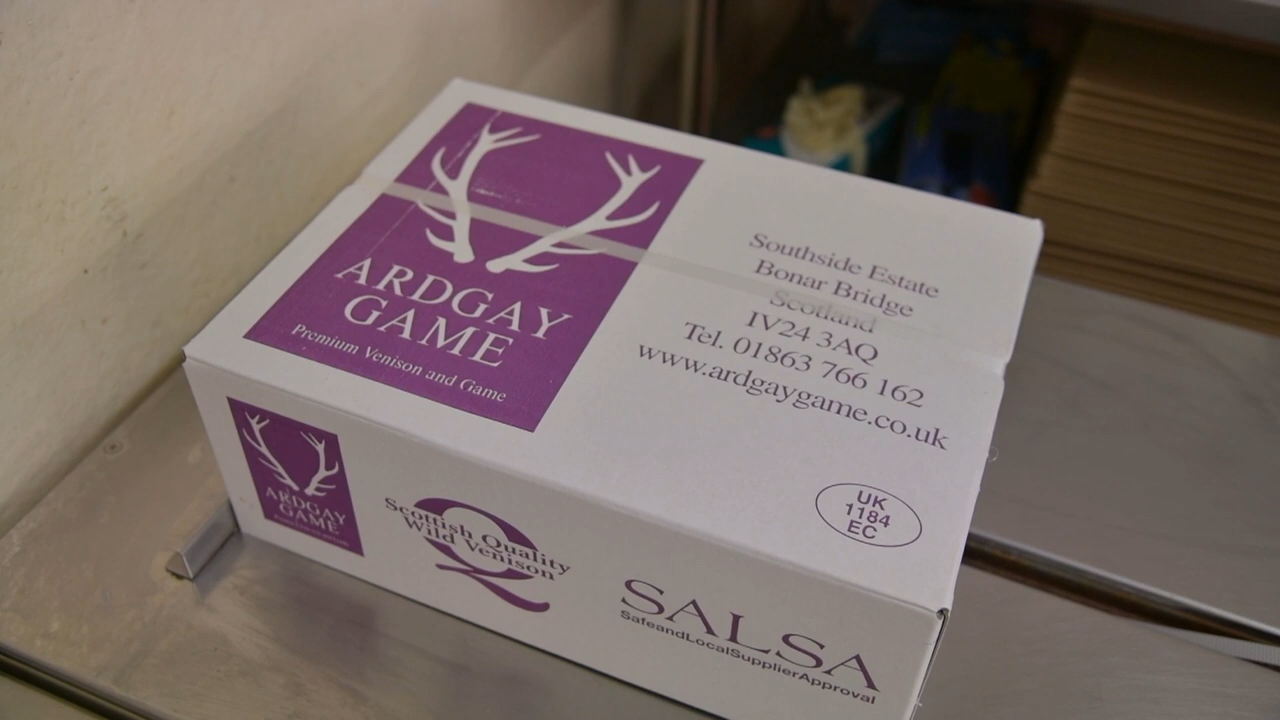 ARDGAY
GAME
Premium Venison and Game
Southside Estate
Bonar Bridge
Scotland
IV24 3AQ
Tel. 01863 766 162
www.ardgaygame.co.uk
UK
1184
EC
ARDGAY
GAME
Scottish Quality
Wild Venison
SALSA
SafeandLocalSupplierApproval